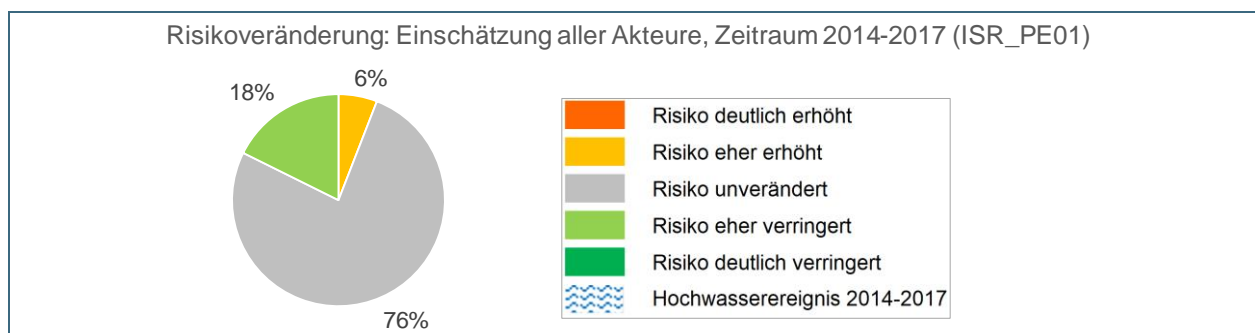 Risikoveränderung: Einschätzung aller Akteure, Zeitraum 2014-2017 (ISR_PE01)
6%
18%
76%
Risiko deutlich erhöht
Risiko eher erhöht
Risiko unverändert
Risiko eher verringert
Risiko deutlich verringert
Hochwasserereignis 2014-2017